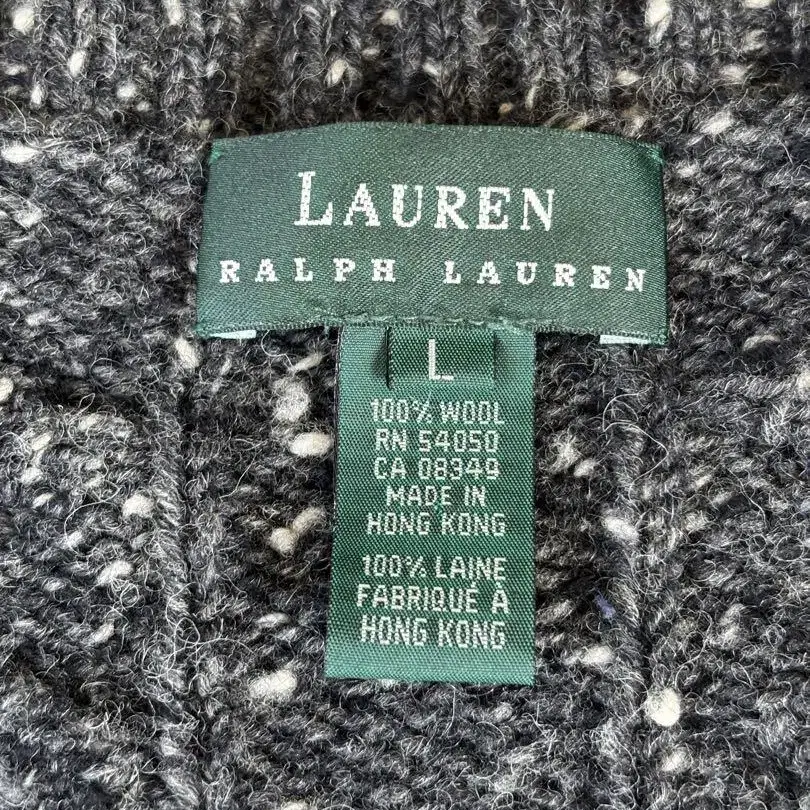 LAUREN
RALPH LAUREN
L
100% WOOL
RN 54050
CA 08349
MADE IN
HONG KONG
100% LAINE
FABRIQUÉ À
HONG KONG